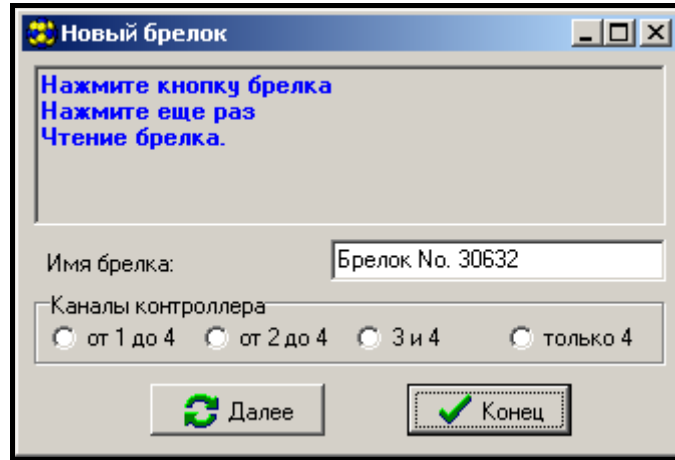 Новый брелок
Нажмите кнопку брелка
Нажмите еще раз
Чтение брелка.
Имя брелка: Брелок No. 30632
Каналы контроллера
от 1 до 4 от 2 до 4 3 и 4 только 4
Далее Конец